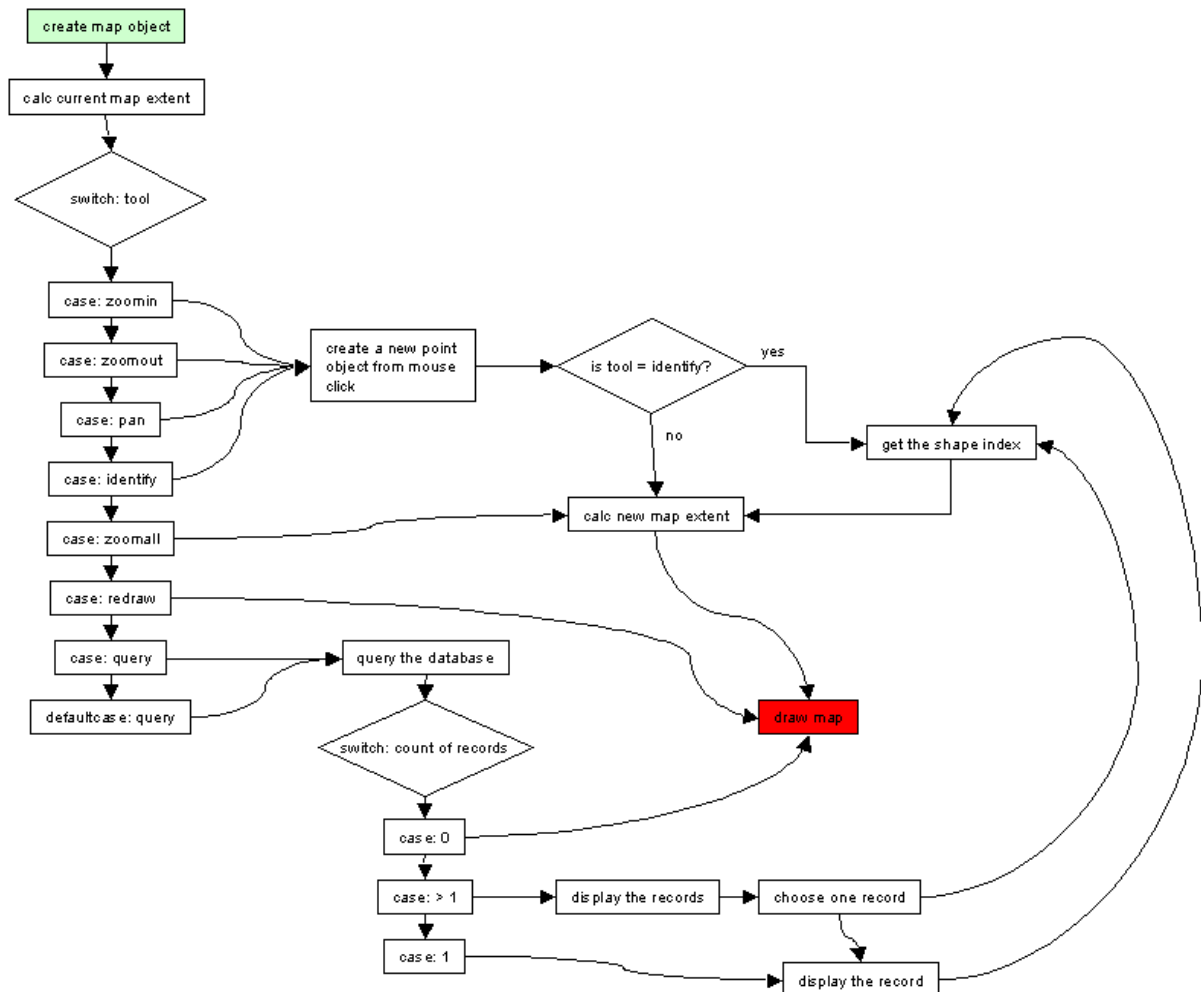 create map object
calc current map extent
switch: tool
case: zoomin
case: zoomout
case: pan
case: identify
case: zoomall
case: redraw
case: query
defaultcase: query
create a new point
object from mouse
click
is tool = identify?
yes
no
get the shape index
calc new map extent
query the database
switch: count of records
draw map
case: 0
case: > 1
display the records
choose one record
case: 1
display the record